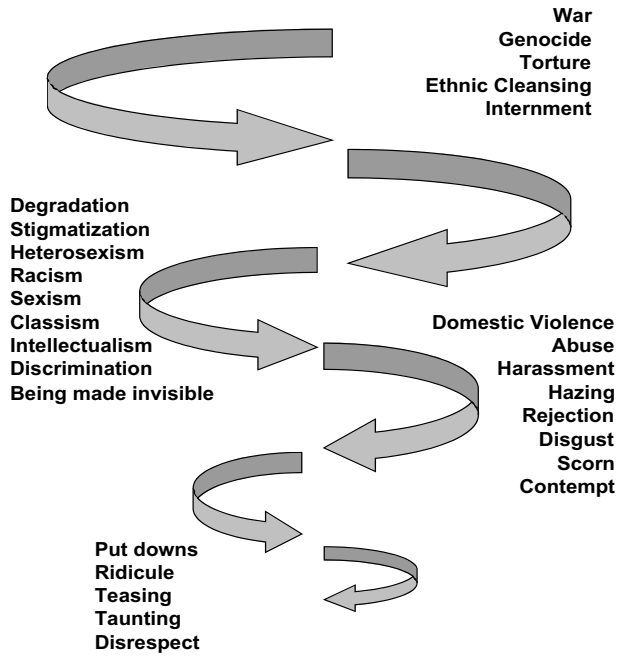 War
Genocide
Torture
Ethnic Cleansing
Internment
Degradation
Stigmatization
Heterosexism
Racism
Sexism
Classism
Intellectualism
Discrimination
Being made invisible
Domestic Violence
Abuse
Harassment
Hazing
Rejection
Disgust
Scorn
Contempt
Put downs
Ridicule
Teasing
Taunting
Disrespect